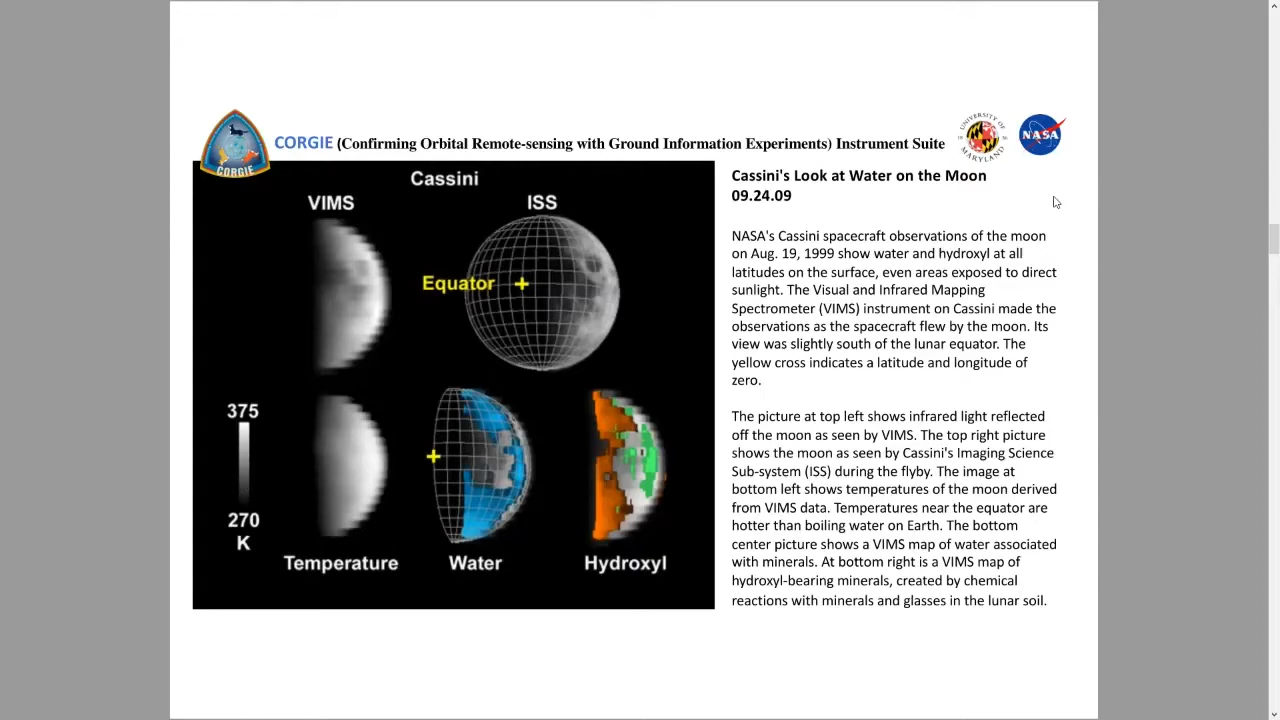 CORGIE (Confirming Orbital Remote-sensing with Ground Information Experiments) Instrument Suite
CORGIE
UNIVERSITY OF
18 56
MARYLAND
NASA
Cassini
VIMS
ISS
Equator
375
270
K
Temperature
Water
Hydroxyl
Cassini's Look at Water on the Moon
09.24.09
NASA's Cassini spacecraft observations of the moon
on Aug. 19, 1999 show water and hydroxyl at all
latitudes on the surface, even areas exposed to direct
sunlight. The Visual and Infrared Mapping
Spectrometer (VIMS) instrument on Cassini made the
observations as the spacecraft flew by the moon. Its
view was slightly south of the lunar equator. The
yellow cross indicates a latitude and longitude of
zero.
The picture at top left shows infrared light reflected
off the moon as seen by VIMS. The top right picture
shows the moon as seen by Cassini's Imaging Science
Sub-system (ISS) during the flyby. The image at
bottom left shows temperatures of the moon derived
from VIMS data. Temperatures near the equator are
hotter than boiling water on Earth. The bottom
center picture shows a VIMS map of water associated
with minerals. At bottom right is a VIMS map of
hydroxyl-bearing minerals, created by chemical
reactions with minerals and glasses in the lunar soil.